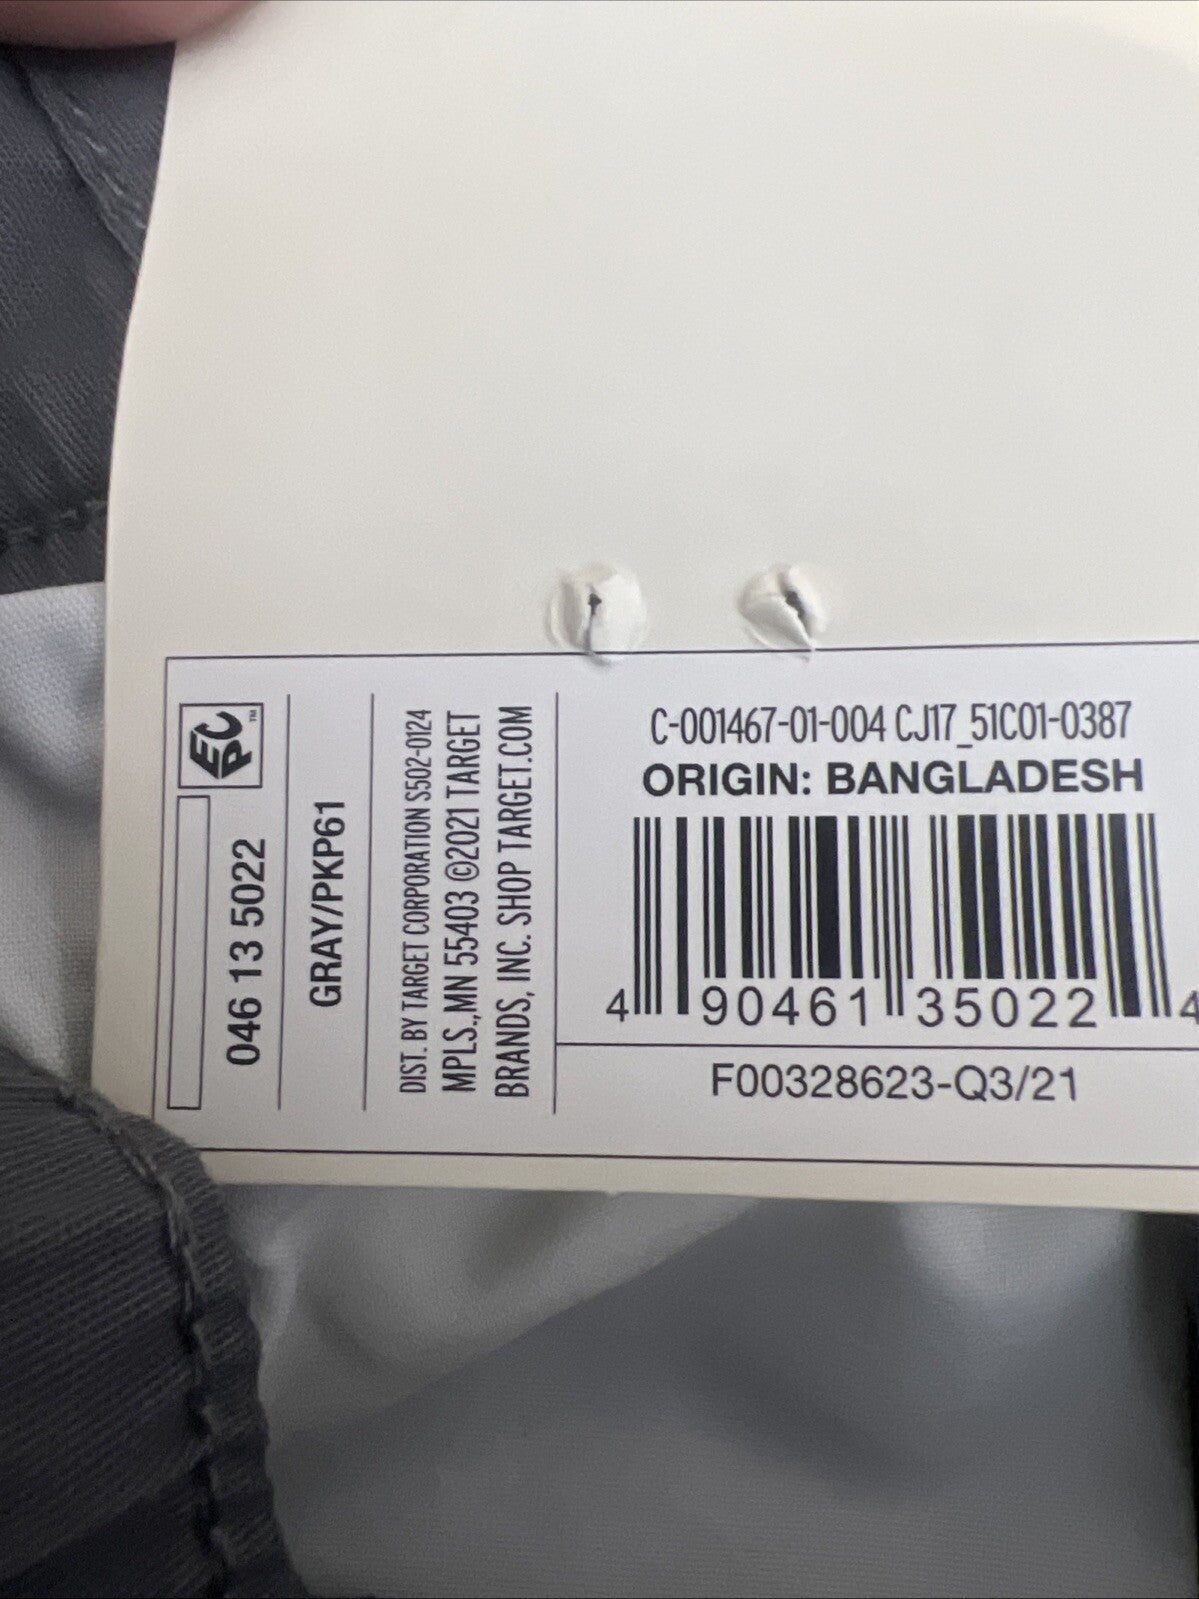 EPC™
046 13 5022
GRAY/PKP61
DIST. BY TARGET CORPORATION S502-0124
MPLS.,MN 55403 ©2021 TARGET
BRANDS, INC. SHOP TARGET.COM
C-001467-01-004 CJ17_51C01-0387
ORIGIN: BANGLADESH
4 90461 35022 4
F00328623-Q3/21